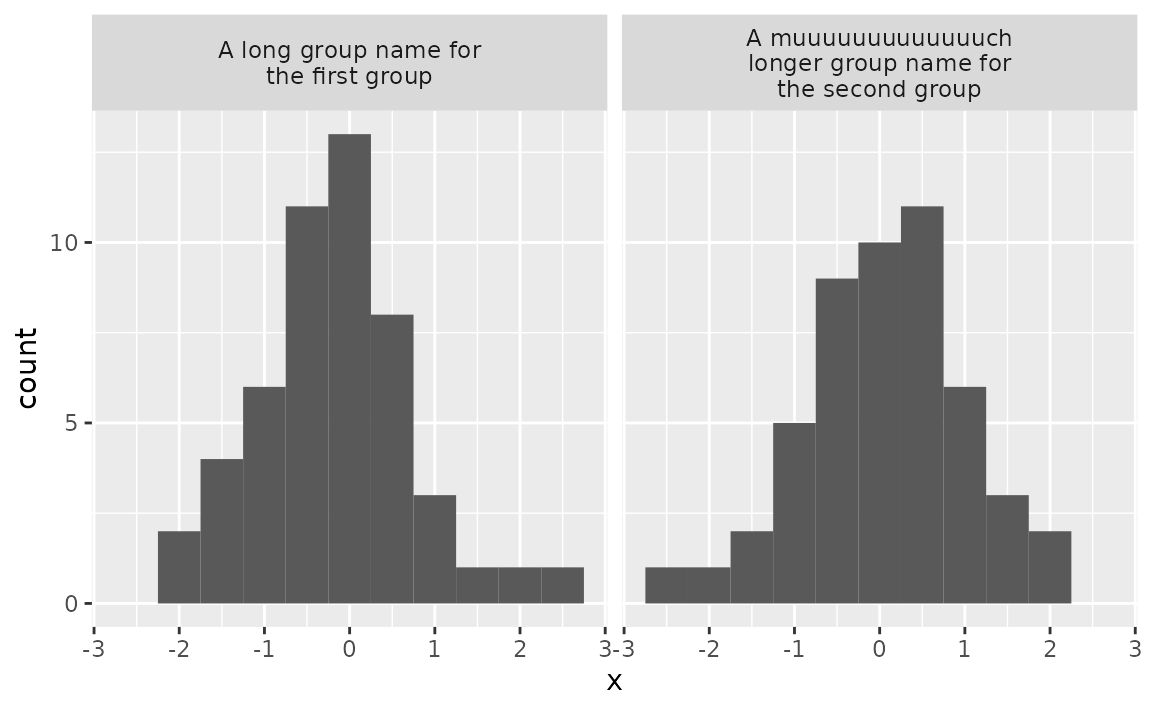 A long group name for
the first group
A muuuuuuuuuuuuuuch
longer group name for
the second group
10
5
0
count
-3 -2 -1 0 1 2 3
-3 -2 -1 0 1 2 3
x